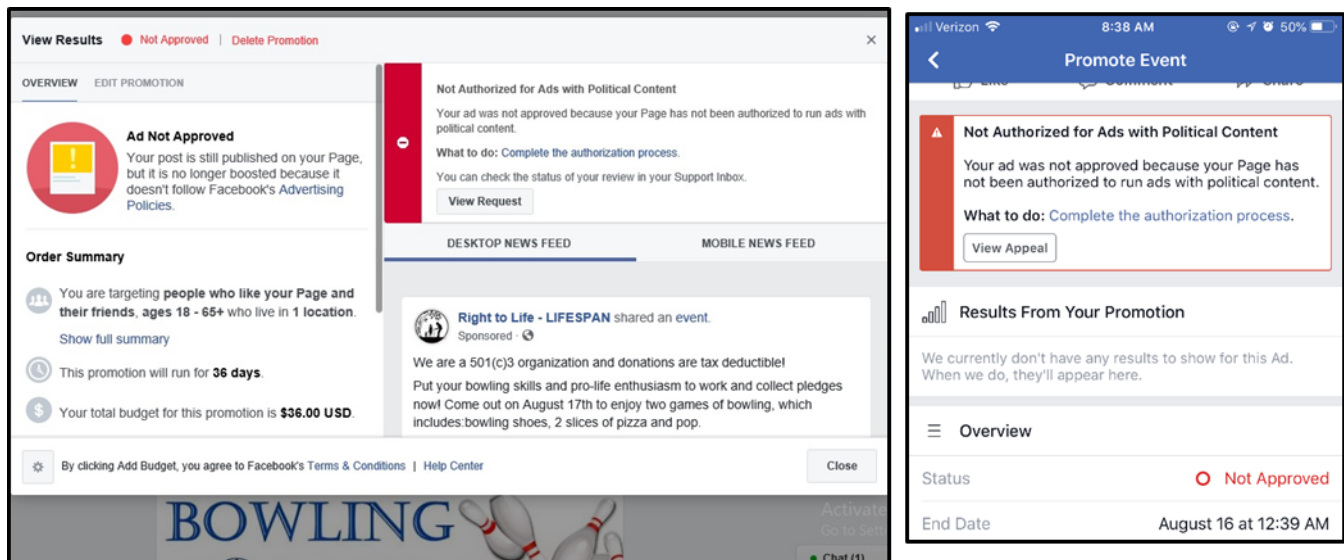 View Results Not Approved | Delete Promotion ×
OVERVIEW EDIT PROMOTION
Ad Not Approved
Your post is still published on your Page,
but it is no longer boosted because it
doesn't follow Facebook's Advertising
Policies.
Order Summary
You are targeting people who like your Page and
their friends, ages 18 - 65+ who live in 1 location.
Show full summary
This promotion will run for 36 days.
Your total budget for this promotion is $36.00 USD.
Not Authorized for Ads with Political Content
Your ad was not approved because your Page has not been authorized to run ads with
political content.
What to do: Complete the authorization process.
You can check the status of your review in your Support Inbox.
View Request
DESKTOP NEWS FEED MOBILE NEWS FEED
Right to Life - LIFESPAN shared an event.
Sponsored ·
We are a 501(c)3 organization and donations are tax deductible!
Put your bowling skills and pro-life enthusiasm to work and collect pledges
now! Come out on August 17th to enjoy two games of bowling, which
includes:bowling shoes, 2 slices of pizza and pop.
By clicking Add Budget, you agree to Facebook's Terms & Conditions | Help Center
Close
BOWLING
Activate
Go to Sett
Chat (1)
Verizon 8:38 AM 50%
Promote Event
Like Comment Share
Not Authorized for Ads with Political Content
Your ad was not approved because your Page has
not been authorized to run ads with political content.
What to do: Complete the authorization process.
View Appeal
Results From Your Promotion
We currently don't have any results to show for this Ad.
When we do, they'll appear here.
Overview
Status Not Approved
End Date August 16 at 12:39 AM